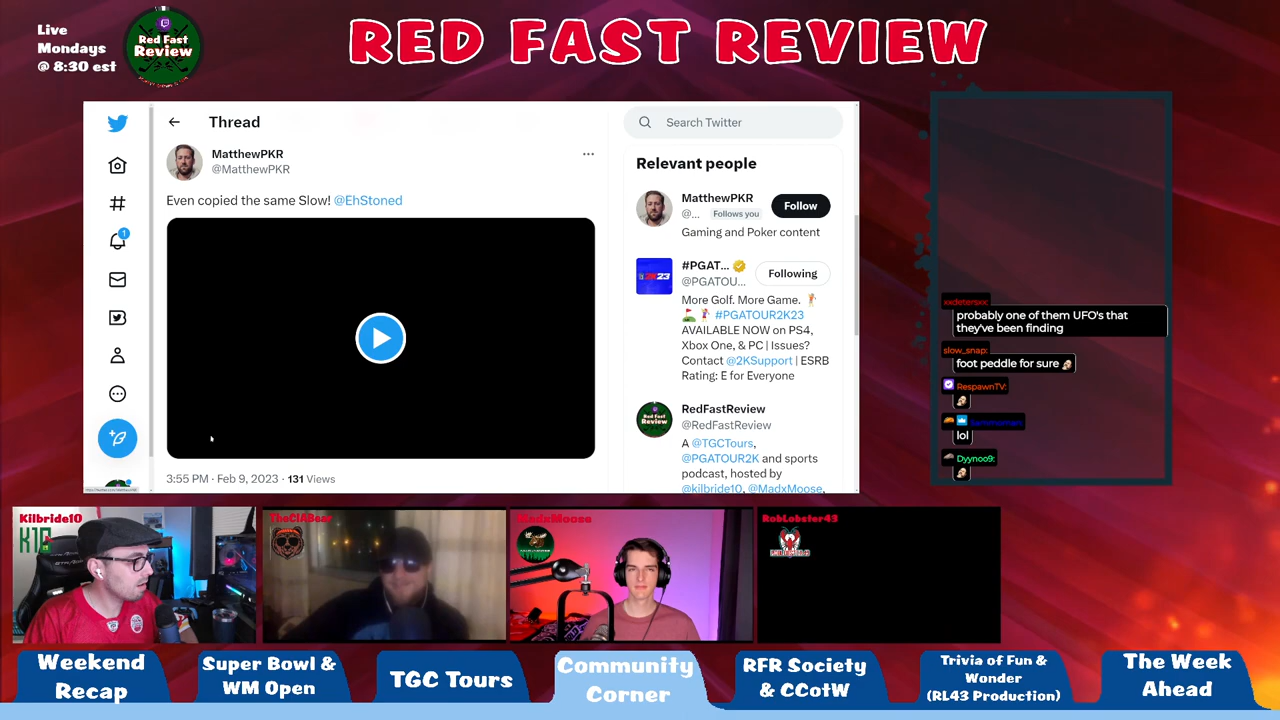 Live
Mondays
@ 8:30 est
Red Fast
Review
RED FAST REVIEW
Thread
MatthewPKR
@MatthewPKR
Even copied the same Slow! @EhStoned
3:55 PM · Feb 9, 2023 · 131 Views
1
Search Twitter
Relevant people
MatthewPKR
@... Follows you
Follow
Gaming and Poker content
#PGAT...
@PGATOU...
Following
More Golf. More Game.
#PGATOUR2K23
AVAILABLE NOW on PS4,
Xbox One, & PC | Issues?
Contact @2KSupport | ESRB
Rating: E for Everyone
RedFastReview
@RedFastReview
A @TGCTours,
@PGATOUR2K and sports
podcast, hosted by
@kilbride10, @MadxMoose,
xxdetersxx:
probably one of them UFO's that
they've been finding
slow_snap:
foot peddle for sure
RespawnTV:
lol
Dyynoo9:
Kilbride10
K10
TheCIABear
MadxMoose
RobLobster43
Weekend
Recap
Super Bowl &
WM Open
TGC Tours
Community
Corner
RFR Society
& CCotW
Trivia of Fun &
Wonder
(RL43 Production)
The Week
Ahead